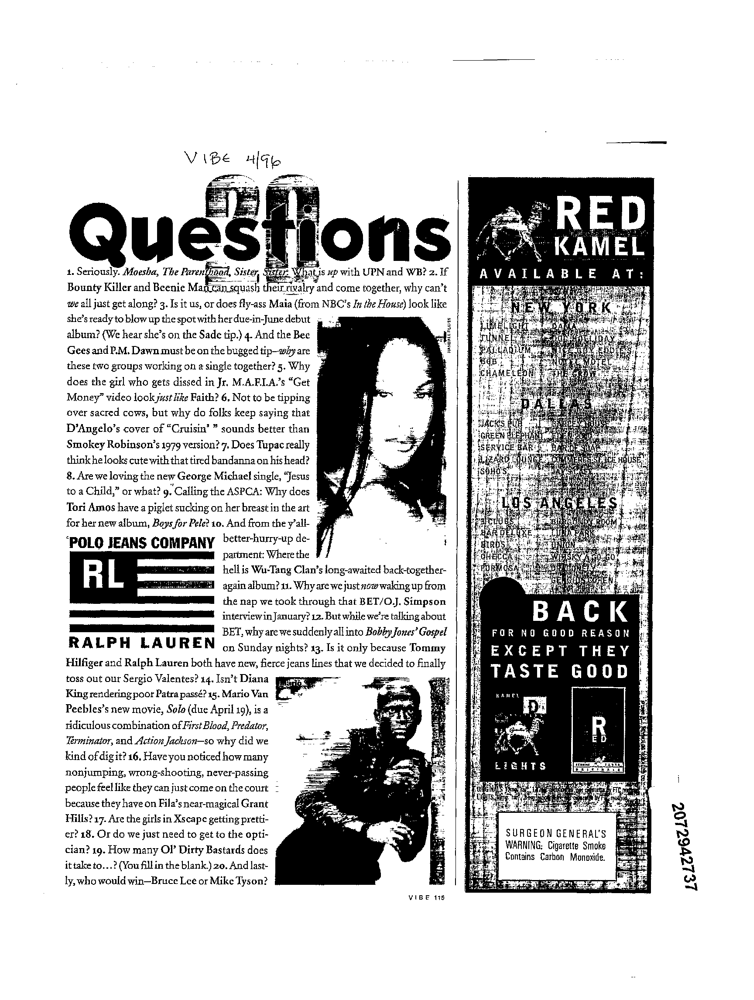 VIBE 4/96
20
Questions
1. Seriously. Moesha, The Parenthood, Sister, Sister: What is up with UPN and WB? 2. If
Bounty Killer and Beenie Man can squash their rivalry and come together, why can't
we all just get along? 3. Is it us, or does fly-ass Maia (from NBC's In the House) look like
she's ready to blow up the spot with her due-in-June debut
album? (We hear she's on the Sade tip.) 4. And the Bee
Gees and P.M. Dawn must be on the bugged tip—why are
these two groups working on a single together? 5. Why
does the girl who gets dissed in Jr. M.A.F.I.A.'s "Get
Money" video look just like Faith? 6. Not to be tipping
over sacred cows, but why do folks keep saying that
D'Angelo's cover of "Cruisin' " sounds better than
Smokey Robinson's 1979 version? 7. Does Tupac really
think he looks cute with that tired bandanna on his head?
8. Are we loving the new George Michael single, "Jesus
to a Child," or what? 9. Calling the ASPCA: Why does
Tori Amos have a piglet sucking on her breast in the art
for her new album, Boys for Pele? 10. And from the y'all-
better-hurry-up de-
partment: Where the
hell is Wu-Tang Clan's long-awaited back-together-
again album? 11. Why are we just now waking up from
the nap we took through that BET/O.J. Simpson
interview in January? 12. But while we're talking about
BET, why are we suddenly all into Bobby Jones' Gospel
on Sunday nights? 13. Is it only because Tommy
Hilfiger and Ralph Lauren both have new, fierce jeans lines that we decided to finally
toss out our Sergio Valentes? 14. Isn't Diana
King rendering poor Patra passé? 15. Mario Van
Peebles's new movie, Solo (due April 19), is a
ridiculous combination of First Blood, Predator,
Terminator, and Action Jackson—so why did we
kind of dig it? 16. Have you noticed how many
nonjumping, wrong-shooting, never-passing
people feel like they can just come on the court
because they have on Fila's near-magical Grant
Hills? 17. Are the girls in Xscape getting pretti-
er? 18. Or do we just need to get to the opti-
cian? 19. How many Ol' Dirty Bastards does
it take to...? (You fill in the blank.) 20. And last-
ly, who would win—Bruce Lee or Mike Tyson?
POLO JEANS COMPANY
RL
RALPH LAUREN
VIBE 115
RED
KAMEL
AVAILABLE AT:
NEW YORK
LIMELIGHT
TUNNEL
PALLADIUM
CHAMELEON
DALLAS
JACKS PUB
GREEN ELEPHANT
SERVICE BAR
LIZARD LOUNGE
SOHOS
LOS ANGELES
BAR DELUXE
BIRDS
CHECCA
WHISKY A GO GO
FORMOSA
BACK
FOR NO GOOD REASON
EXCEPT THEY
TASTE GOOD
KAMEL
RED
LIGHTS
SURGEON GENERAL'S
WARNING: Cigarette Smoke
Contains Carbon Monoxide.
2072942737